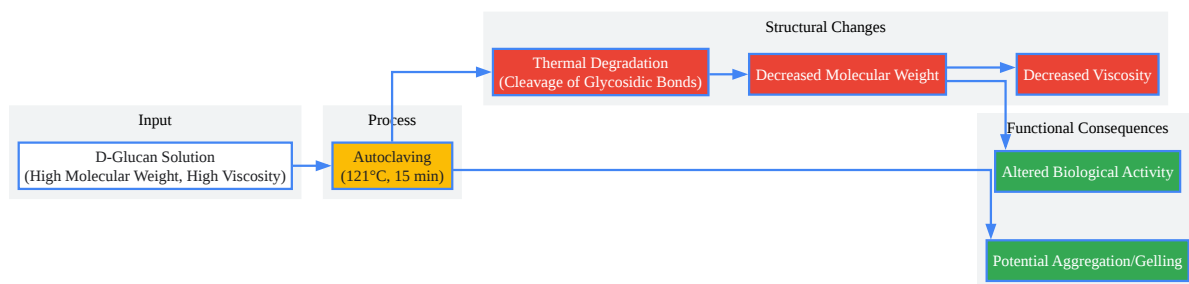 Structural Changes
Thermal Degradation
(Cleavage of Glycosidic Bonds)
Decreased Molecular Weight
Decreased Viscosity
Input
D-Glucan Solution
(High Molecular Weight, High Viscosity)
Process
Autoclaving
(121°C, 15 min)
Functional Consequences
Altered Biological Activity
Potential Aggregation/Gelling